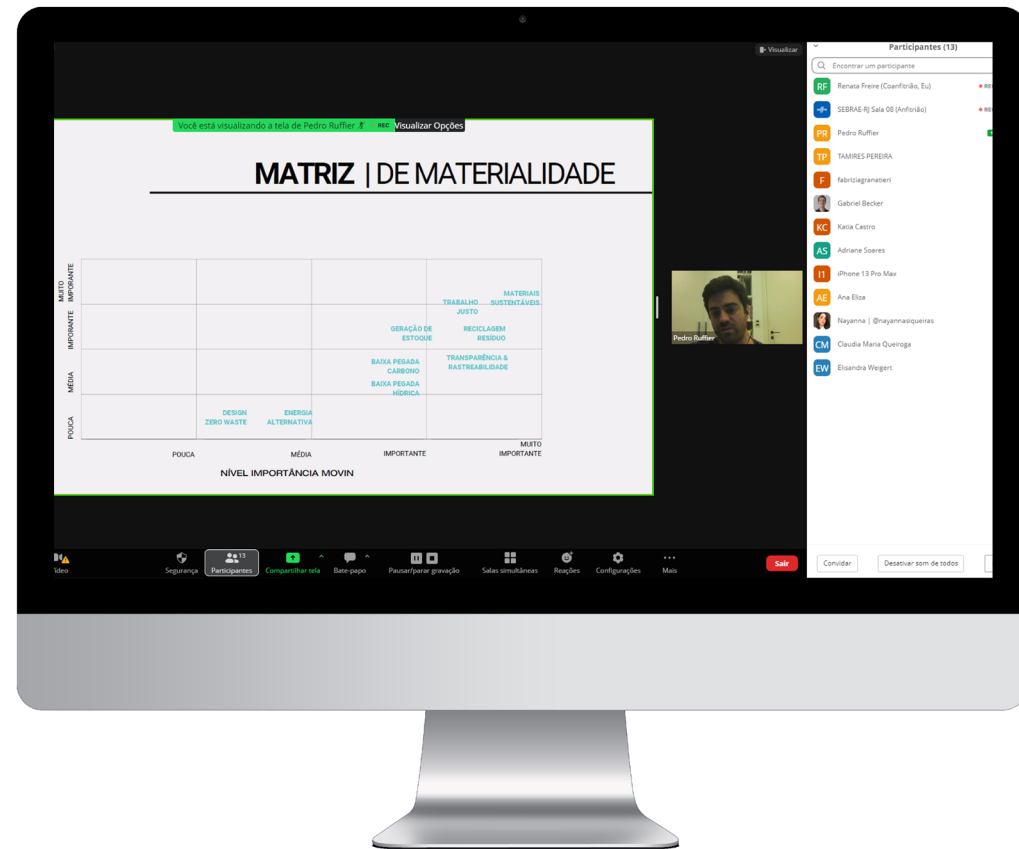 Visualizar
Participantes (13)
Encontrar um participante
RF Renata Freire (Coanfitrião, Eu)
SEBRAE-RJ Sala 08 (Anfitrião)
PR Pedro Ruffier
TP TAMIRES PEREIRA
F fabriziagranatieri
Gabriel Becker
KC Katia Castro
AS Adriane Soares
I1 iPhone 13 Pro Max
AE Ana Eliza
Nayanna | @nayannasiqueiras
CM Claudia Maria Queiroga
EW Elisandra Weigert
Você está visualizando a tela de Pedro Ruffier
REC
Visualizar Opções
MATRIZ | DE MATERIALIDADE
MUITO
IMPORANTE
IMPORANTE
MÉDIA
POUCA
MATERIAIS
SUSTENTÁVEIS
TRABALHO
JUSTO
GERAÇÃO DE
ESTOQUE
RECICLAGEM
RESÍDUO
BAIXA PEGADA
CARBONO
TRANSPARÊNCIA &
RASTREABILIDADE
BAIXA PEGADA
HÍDRICA
DESIGN
ZERO WASTE
ENERGIA
ALTERNATIVA
POUCA
MÉDIA
IMPORTANTE
MUITO
IMPORTANTE
NÍVEL IMPORTÂNCIA MOVIN
Pedro Ruffier
Segurança
13
Participantes
Compartilhar tela
Bate-papo
Pausar/parar gravação
Salas simultâneas
Reações
Configurações
Mais
Sair
Convidar
Desativar som de todos